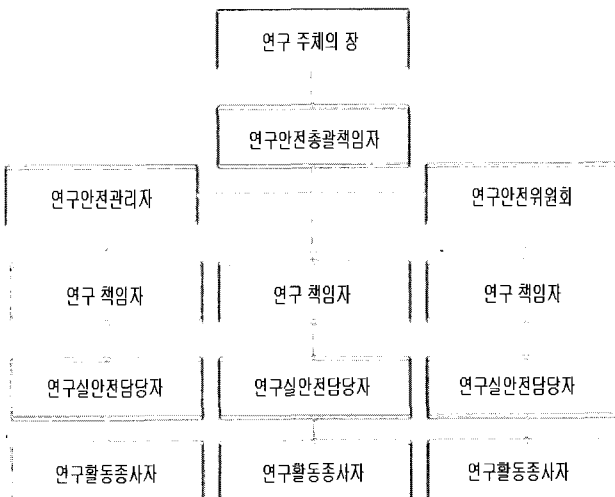 연구 주체의 장
연구안전총괄책임자
연구안전관리자
연구안전위원회
연구 책임자
연구 책임자
연구 책임자
연구실안전담당자
연구실안전담당자
연구실안전담당자
연구활동종사자
연구활동종사자
연구활동종사자